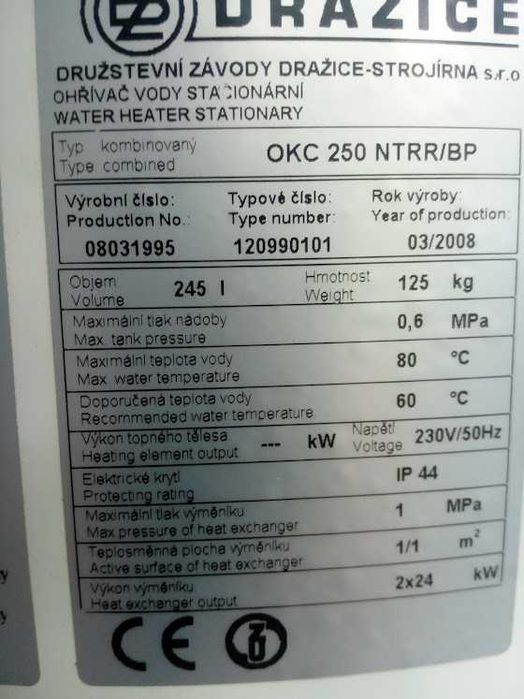 DRAŽICE
DRUŽSTEVNÍ ZÁVODY DRAŽICE-STROJÍRNA s.r.o
OHŘÍVAČ VODY STACIONÁRNÍ
WATER HEATER STATIONARY
Typ kombinovaný
Type combined
OKC 250 NTRR/BP
Výrobní číslo: Typové číslo: Rok výroby:
Production No.: Type number: Year of production:
08031995 120990101 03/2008
Objem Hmotnost
Volume 245 l Weight 125 kg
Maximální tlak nádoby
Max. tank pressure 0,6 MPa
Maximální teplota vody
Max. water temperature 80 °C
Doporučená teplota vody
Recommended water temperature 60 °C
Výkon topného tělesa Napětí
Heating element output --- kW Voltage 230V/50Hz
Elektrické krytí
Protecting rating IP 44
Maximální tlak výměníku
Max pressure of heat exchanger 1 MPa
Teplosměnná plocha výměníku
Active surface of heat exchanger 1/1 m²
Výkon výměníku
Heat exchanger output 2x24 kW
CE